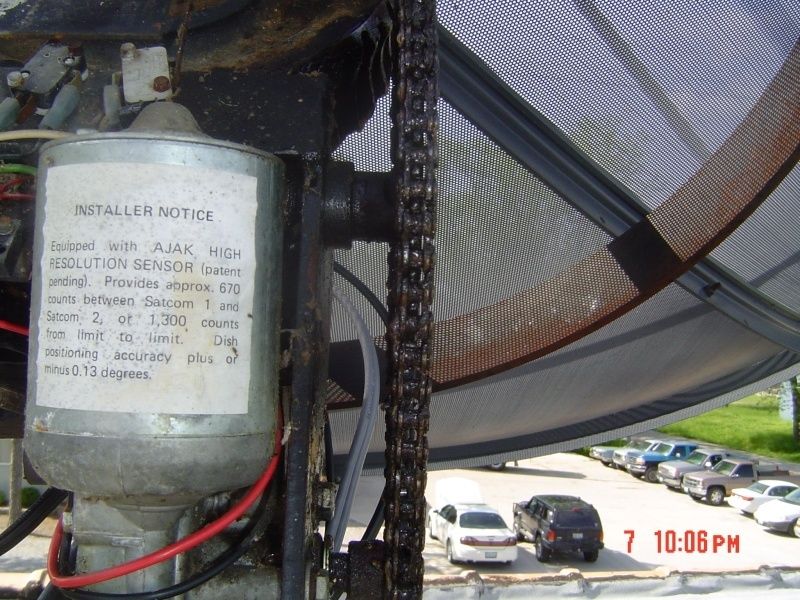 INSTALLER NOTICE
Equipped with AJAK HIGH
RESOLUTION SENSOR (patent
pending). Provides approx. 670
counts between Satcom 1 and
Satcom 2, or 1,300 counts
from limit to limit. Dish
positioning accuracy plus or
minus 0.13 degrees.
7 10:06PM